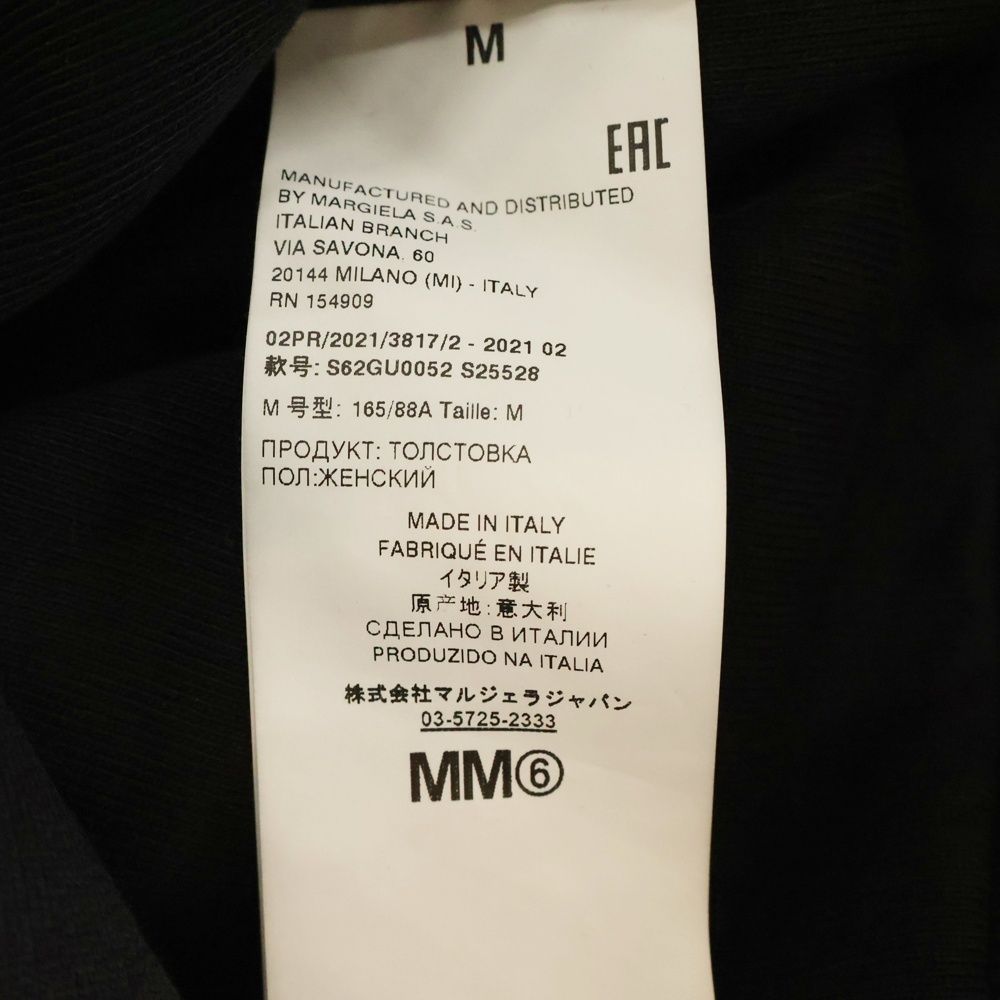 M
EAC
MANUFACTURED AND DISTRIBUTED
BY MARGIELA S.A.S.
ITALIAN BRANCH
VIA SAVONA. 60
20144 MILANO (MI) - ITALY
RN 154909
02PR/2021/3817/2 - 2021 02
款号: S62GU0052 S25528
M 号型: 165/88A Taille: M
ПРОДУКТ: ТОЛСТОВКА
ПОЛ:ЖЕНСКИЙ
MADE IN ITALY
FABRIQUÉ EN ITALIE
イタリア製
原产地:意大利
СДЕЛАНО В ИТАЛИИ
PRODUZIDO NA ITALIA
株式会社マルジェラジャパン
03-5725-2333
MM⑥